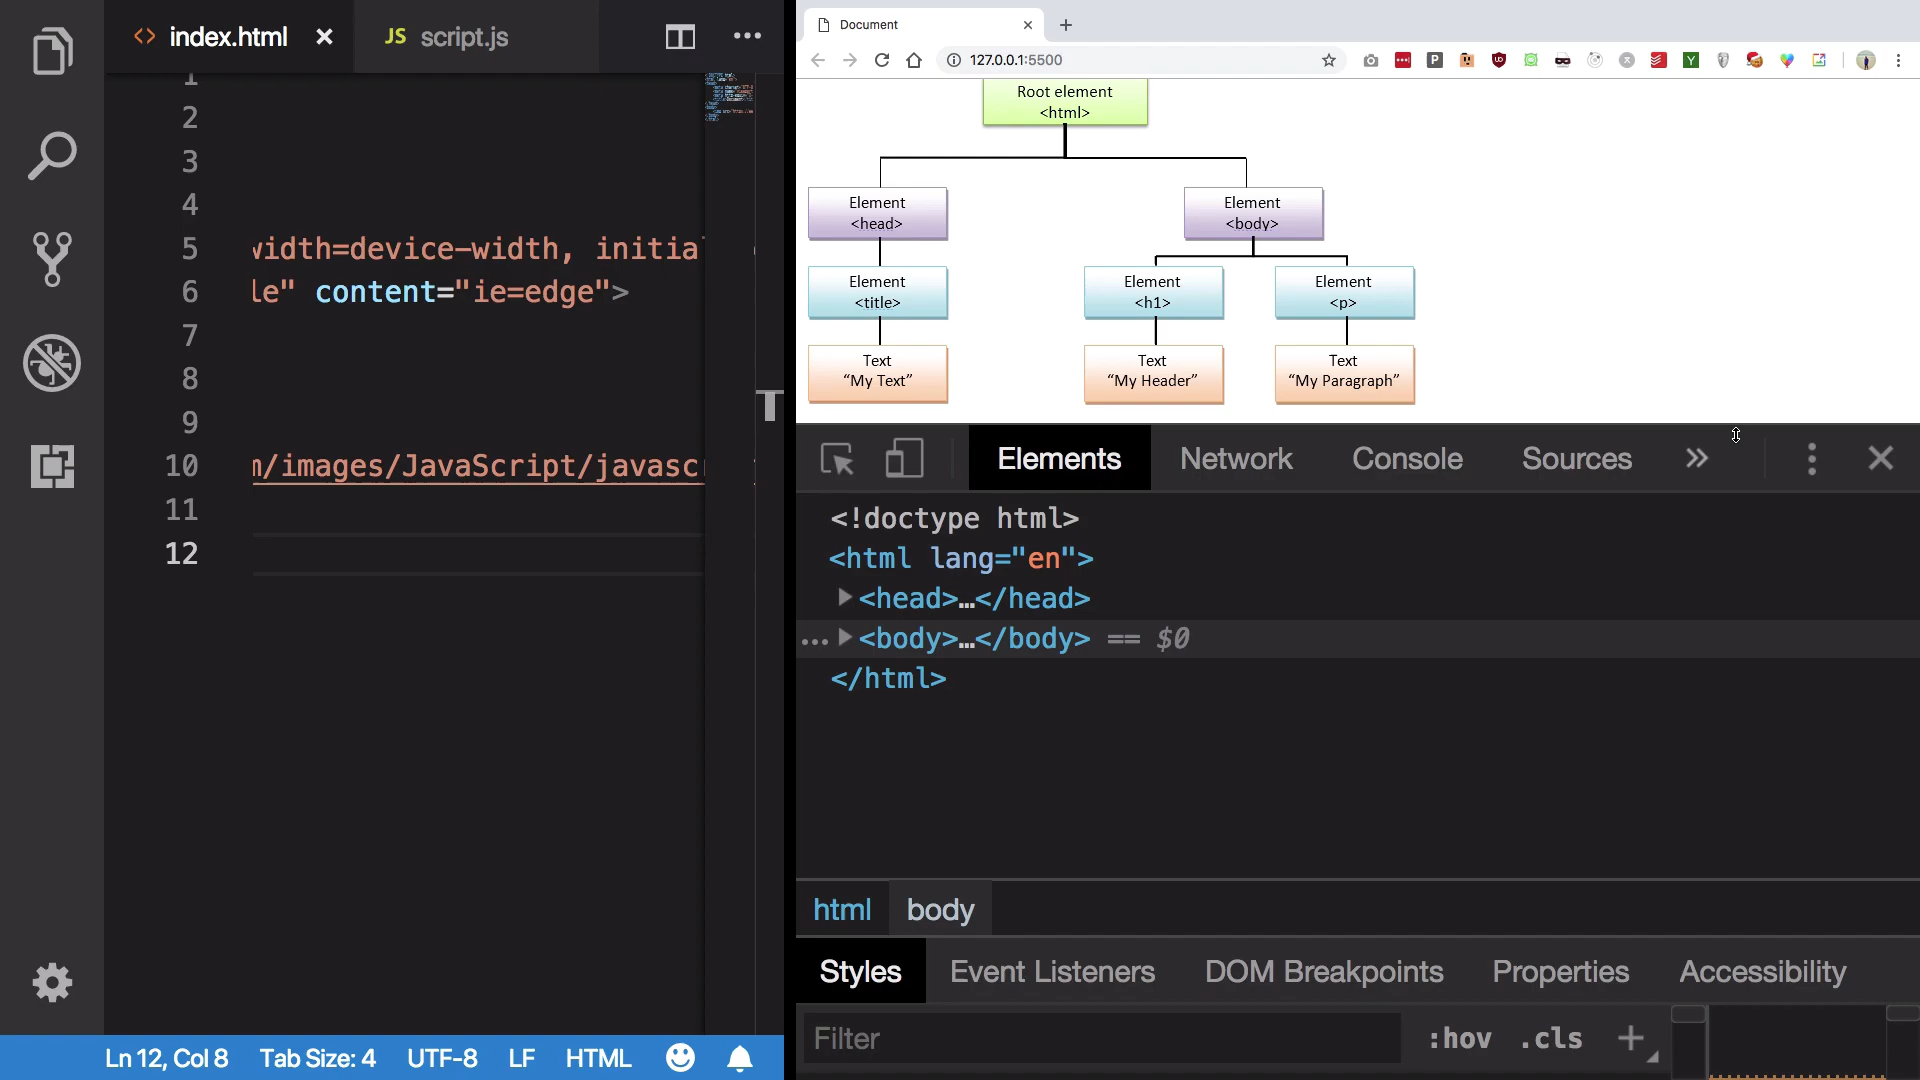 index.html
JS script.js
1
2
3
4
5 width=device-width, initia
6 le" content="ie=edge">
7
8
9
10 m/images/JavaScript/javascr
11
12
Ln 12, Col 8 Tab Size: 4 UTF-8 LF HTML
Document
127.0.0.1:5500
Root element
<html>
Element
<head>
Element
<body>
Element
<title>
Element
<h1>
Element
<p>
Text
“My Text”
Text
“My Header”
Text
“My Paragraph”
Elements Network Console Sources
<!doctype html>
<html lang="en">
<head>…</head>
<body>…</body> == $0
</html>
html body
Styles Event Listeners DOM Breakpoints Properties Accessibility
Filter :hov .cls